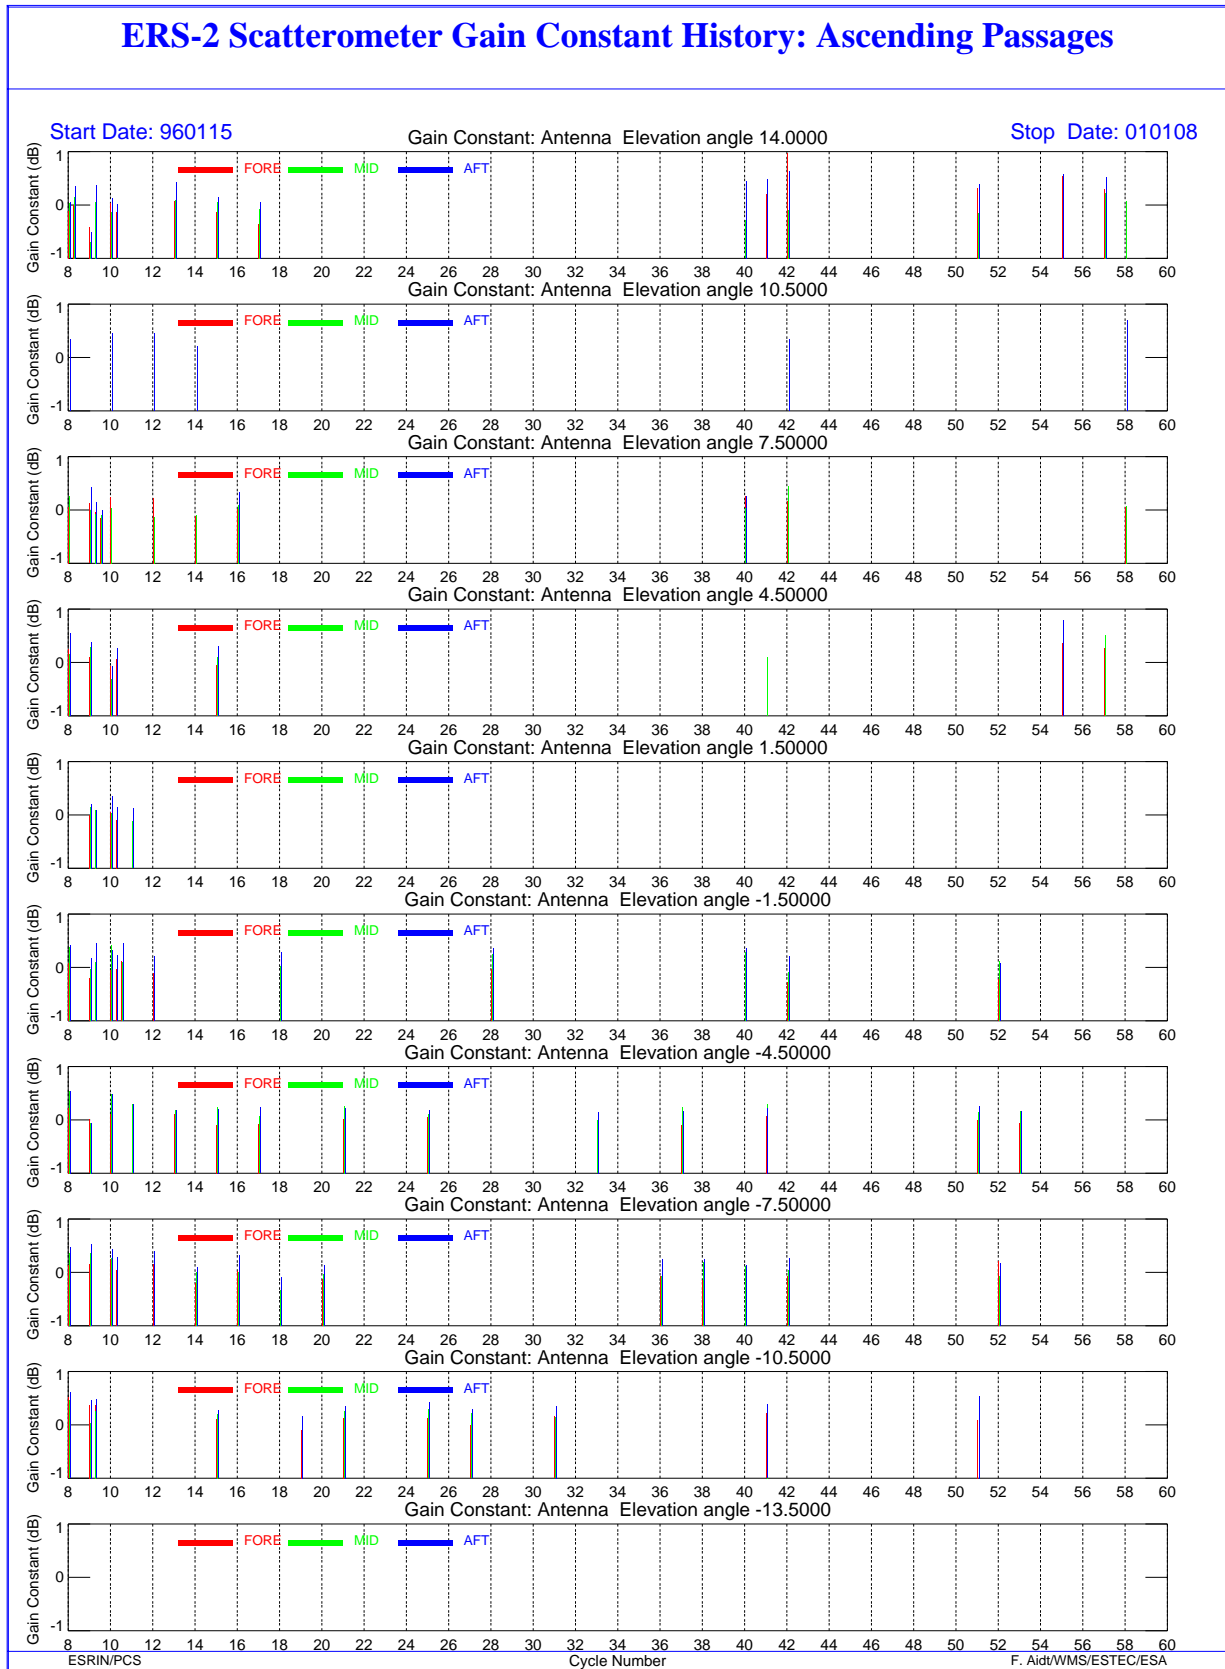 ERS-2 Scatterometer Gain Constant History: Ascending Passages
Start Date: 960115
Stop Date: 010108
Gain Constant: Antenna Elevation angle 14.0000
Gain Constant (dB)
1
0
-1
FORE MID AFT
8 10 12 14 16 18 20 22 24 26 28 30 32 34 36 38 40 42 44 46 48 50 52 54 56 58 60
Gain Constant: Antenna Elevation angle 10.5000
Gain Constant (dB)
1
0
-1
FORE MID AFT
8 10 12 14 16 18 20 22 24 26 28 30 32 34 36 38 40 42 44 46 48 50 52 54 56 58 60
Gain Constant: Antenna Elevation angle 7.50000
Gain Constant (dB)
1
0
-1
FORE MID AFT
8 10 12 14 16 18 20 22 24 26 28 30 32 34 36 38 40 42 44 46 48 50 52 54 56 58 60
Gain Constant: Antenna Elevation angle 4.50000
Gain Constant (dB)
1
0
-1
FORE MID AFT
8 10 12 14 16 18 20 22 24 26 28 30 32 34 36 38 40 42 44 46 48 50 52 54 56 58 60
Gain Constant: Antenna Elevation angle 1.50000
Gain Constant (dB)
1
0
-1
FORE MID AFT
8 10 12 14 16 18 20 22 24 26 28 30 32 34 36 38 40 42 44 46 48 50 52 54 56 58 60
Gain Constant: Antenna Elevation angle -1.50000
Gain Constant (dB)
1
0
-1
FORE MID AFT
8 10 12 14 16 18 20 22 24 26 28 30 32 34 36 38 40 42 44 46 48 50 52 54 56 58 60
Gain Constant: Antenna Elevation angle -4.50000
Gain Constant (dB)
1
0
-1
FORE MID AFT
8 10 12 14 16 18 20 22 24 26 28 30 32 34 36 38 40 42 44 46 48 50 52 54 56 58 60
Gain Constant: Antenna Elevation angle -7.50000
Gain Constant (dB)
1
0
-1
FORE MID AFT
8 10 12 14 16 18 20 22 24 26 28 30 32 34 36 38 40 42 44 46 48 50 52 54 56 58 60
Gain Constant: Antenna Elevation angle -10.5000
Gain Constant (dB)
1
0
-1
FORE MID AFT
8 10 12 14 16 18 20 22 24 26 28 30 32 34 36 38 40 42 44 46 48 50 52 54 56 58 60
Gain Constant: Antenna Elevation angle -13.5000
Gain Constant (dB)
1
0
-1
FORE MID AFT
8 10 12 14 16 18 20 22 24 26 28 30 32 34 36 38 40 42 44 46 48 50 52 54 56 58 60
ESRIN/PCS
Cycle Number
F. Aidt/WMS/ESTEC/ESA